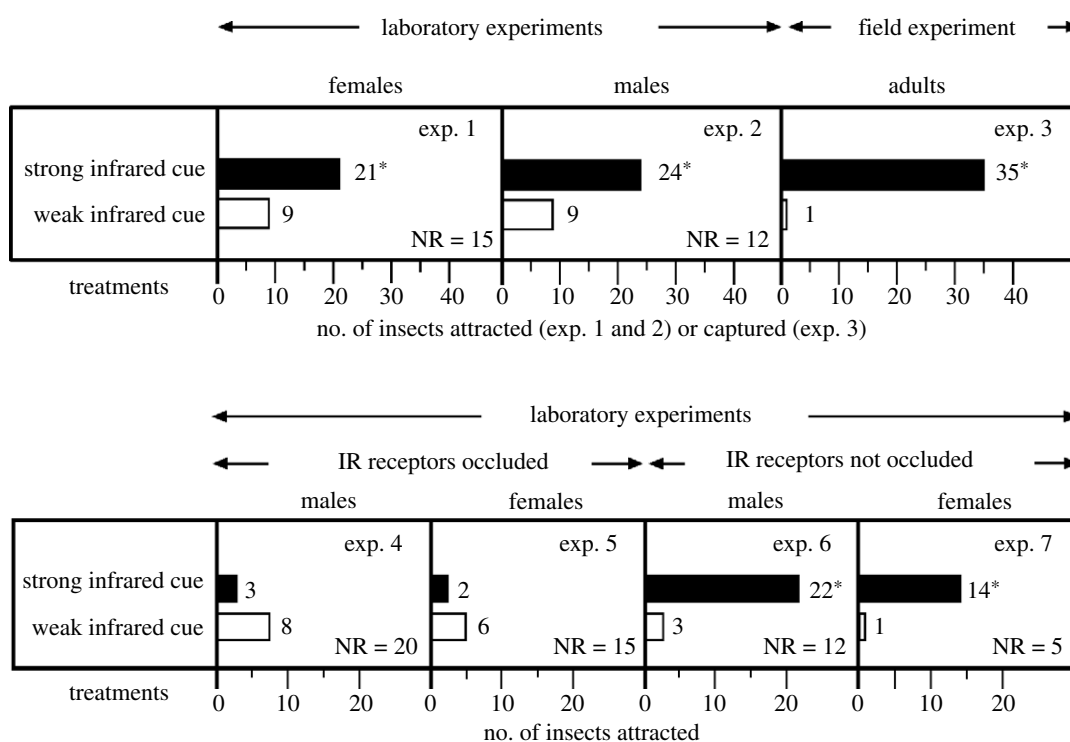 laboratory experiments field experiment
females males adults
exp. 1 exp. 2 exp. 3
strong infrared cue 21* 24* 35*
weak infrared cue 9 9 1
NR = 15 NR = 12
treatments 0 10 20 30 40 0 10 20 30 40 0 10 20 30 40
no. of insects attracted (exp. 1 and 2) or captured (exp. 3)
laboratory experiments
IR receptors occluded IR receptors not occluded
males females males females
exp. 4 exp. 5 exp. 6 exp. 7
strong infrared cue 3 2 22* 14*
weak infrared cue 8 6 3 1
NR = 20 NR = 15 NR = 12 NR = 5
treatments 0 10 20 0 10 20 0 10 20 0 10 20
no. of insects attracted